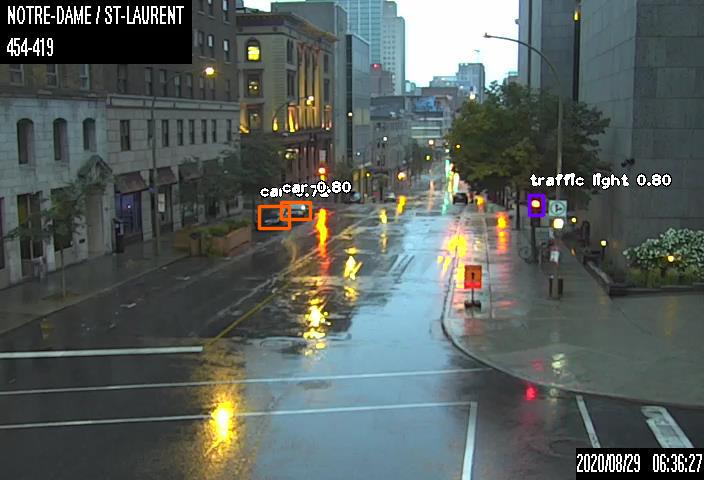 NOTRE-DAME / ST-LAURENT
454-419
car 0.80
traffic light 0.80
2020/08/29 06:36:27